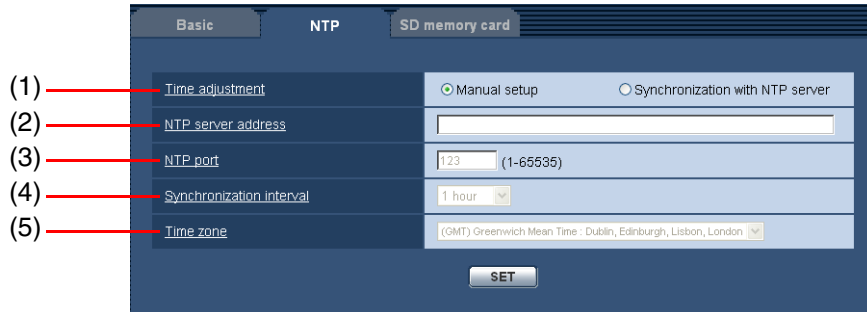 Basic NTP SD memory card
(1) Time adjustment Manual setup Synchronization with NTP server
(2) NTP server address
(3) NTP port 123 (1-65535)
(4) Synchronization interval 1 hour
(5) Time zone (GMT) Greenwich Mean Time : Dublin, Edinburgh, Lisbon, London
SET